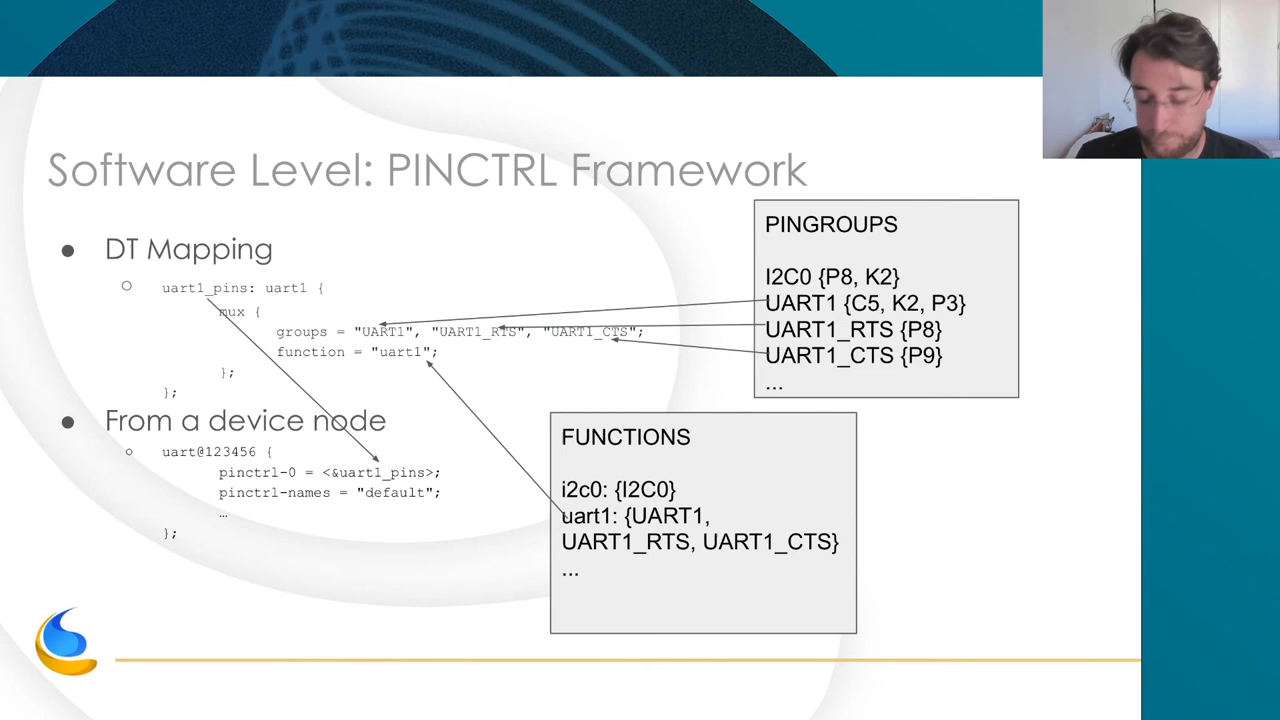 Software Level: PINCTRL Framework
● DT Mapping
○ uart1_pins: uart1 {
mux {
groups = "UART1", "UART1_RTS", "UART1_CTS";
function = "uart1";
};
};
● From a device node
○ uart@123456 {
pinctrl-0 = <&uart1_pins>;
pinctrl-names = "default";
…
};
PINGROUPS
I2C0 {P8, K2}
UART1 {C5, K2, P3}
UART1_RTS {P8}
UART1_CTS {P9}
...
FUNCTIONS
i2c0: {I2C0}
uart1: {UART1,
UART1_RTS, UART1_CTS}
...